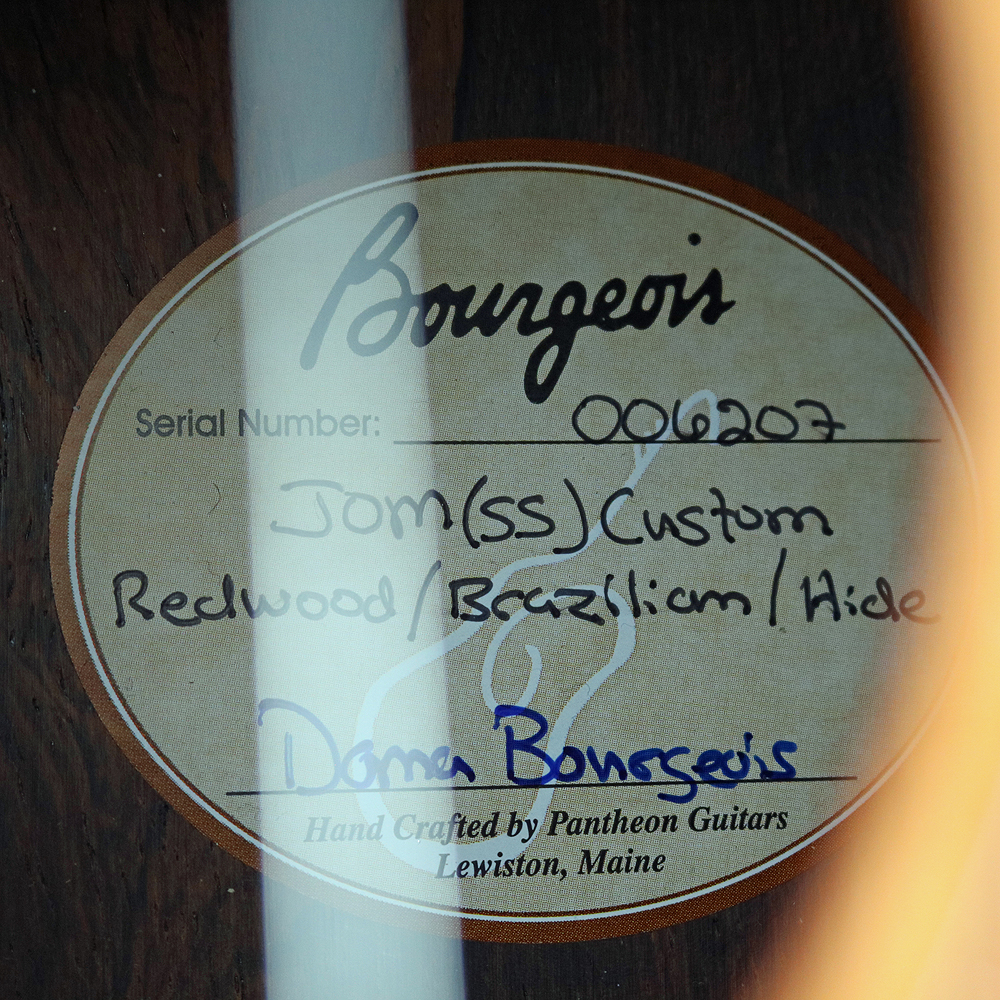 Bourgeois
Serial Number: 006207
JOM(SS) Custom
Redwood/Brazilian/Hide
Dana Bourgeois
Hand Crafted by Pantheon Guitars
Lewiston, Maine